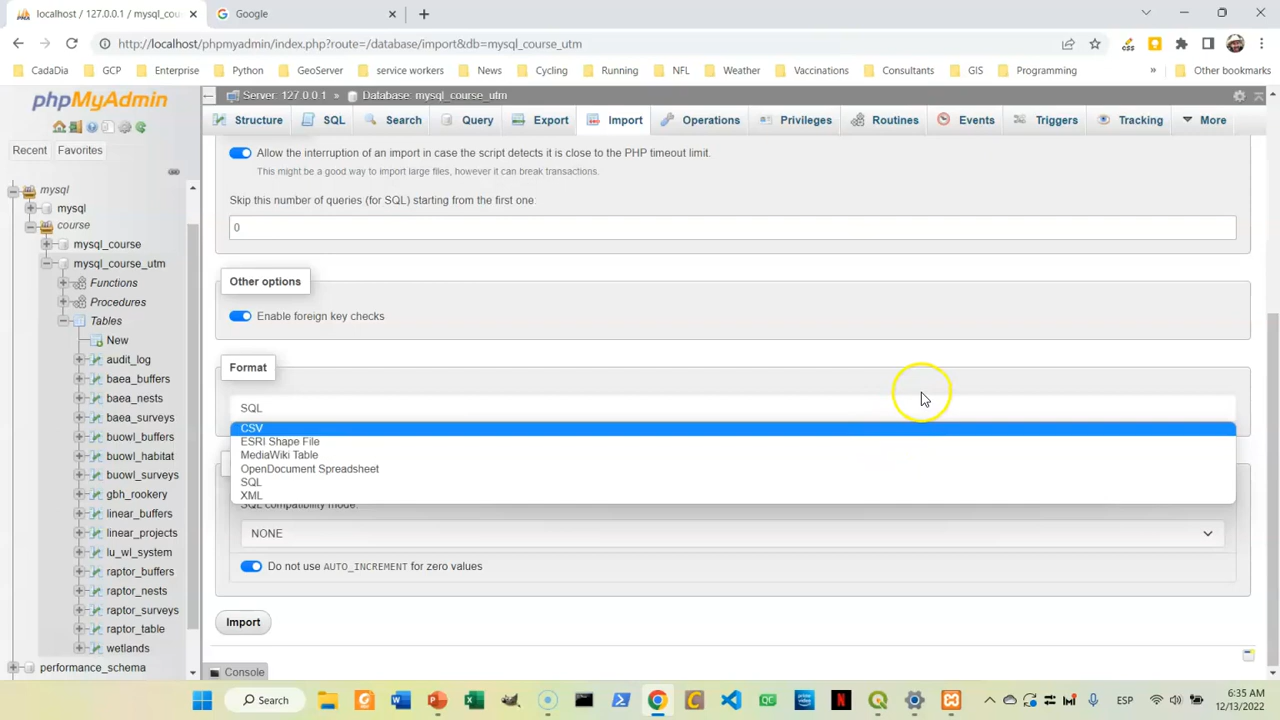 localhost / 127.0.0.1 / mysql_cou
Google
http://localhost/phpmyadmin/index.php?route=/database/import&db=mysql_course_utm
CadaDia
GCP
Enterprise
Python
GeoServer
service workers
News
Cycling
Running
NFL
Weather
Vaccinations
Consultants
GIS
Programming
»
Other bookmarks
phpMyAdmin
Server: 127.0.0.1 » Database: mysql_course_utm
Structure
SQL
Search
Query
Export
Import
Operations
Privileges
Routines
Events
Triggers
Tracking
More
Recent
Favorites
mysql
mysql
course
mysql_course
mysql_course_utm
Functions
Procedures
Tables
New
audit_log
baea_buffers
baea_nests
baea_surveys
buowl_buffers
buowl_habitat
buowl_surveys
gbh_rookery
linear_buffers
linear_projects
lu_wl_system
raptor_buffers
raptor_nests
raptor_surveys
raptor_table
wetlands
performance_schema
Allow the interruption of an import in case the script detects it is close to the PHP timeout limit.
This might be a good way to import large files, however it can break transactions.
Skip this number of queries (for SQL) starting from the first one
0
Other options
Enable foreign key checks
Format
SQL
CSV
ESRI Shape File
MediaWiki Table
OpenDocument Spreadsheet
SQL
XML
SQL compatibility mode:
NONE
Do not use AUTO_INCREMENT for zero values
Import
Console
Search
ESP
6:35 AM
12/13/2022